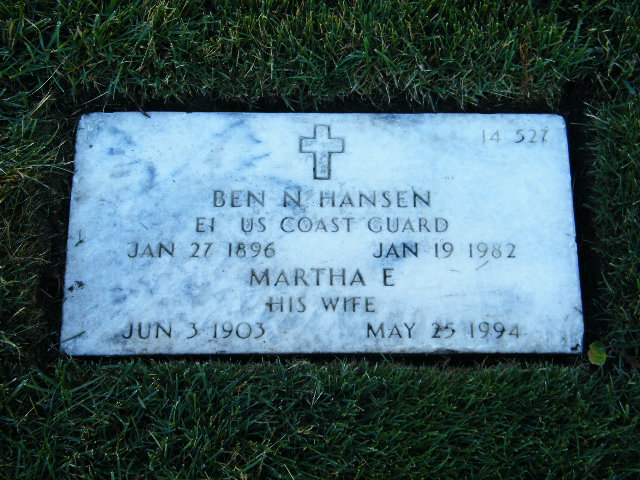 14 527
BEN N HANSEN
E1 US COAST GUARD
JAN 27 1896 JAN 19 1982
MARTHA E
HIS WIFE
JUN 3 1903 MAY 25 1994